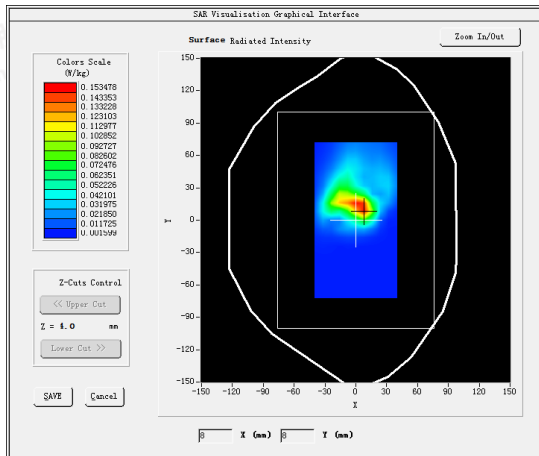 SAR Visualisation Graphical Interface
Surface Radiated Intensity
Zoom In/Out
Colors Scale
(W/kg)
0.153478
0.143353
0.133228
0.123103
0.112977
0.102852
0.092727
0.082602
0.072476
0.062351
0.052226
0.042101
0.031975
0.021850
0.011725
0.001599
150
120
90
60
30
0
-30
-60
-90
-120
-150
Y
-150 -120 -90 -60 -30 0 30 60 90 120 150
X
Z-Cuts Control
<< Upper Cut
Z = mm
Lower Cut >>
SAVE Cancel
8 X (mm) 8 Y (mm)